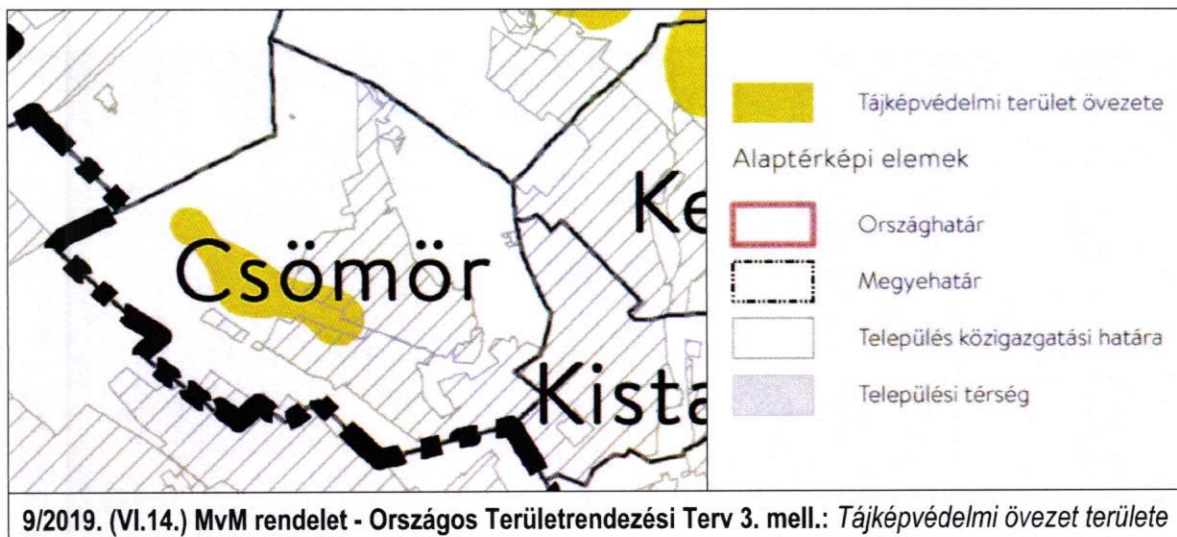 Csömör
Ke
Kista
Tájképvédelmi terület övezete
Alaptérképi elemek
Országhatár
Megyehatár
Település közigazgatási határa
Települési térség
9/2019. (VI.14.) MvM rendelet - Országos Területrendezési Terv 3. mell.: Tájképvédelmi övezet területe